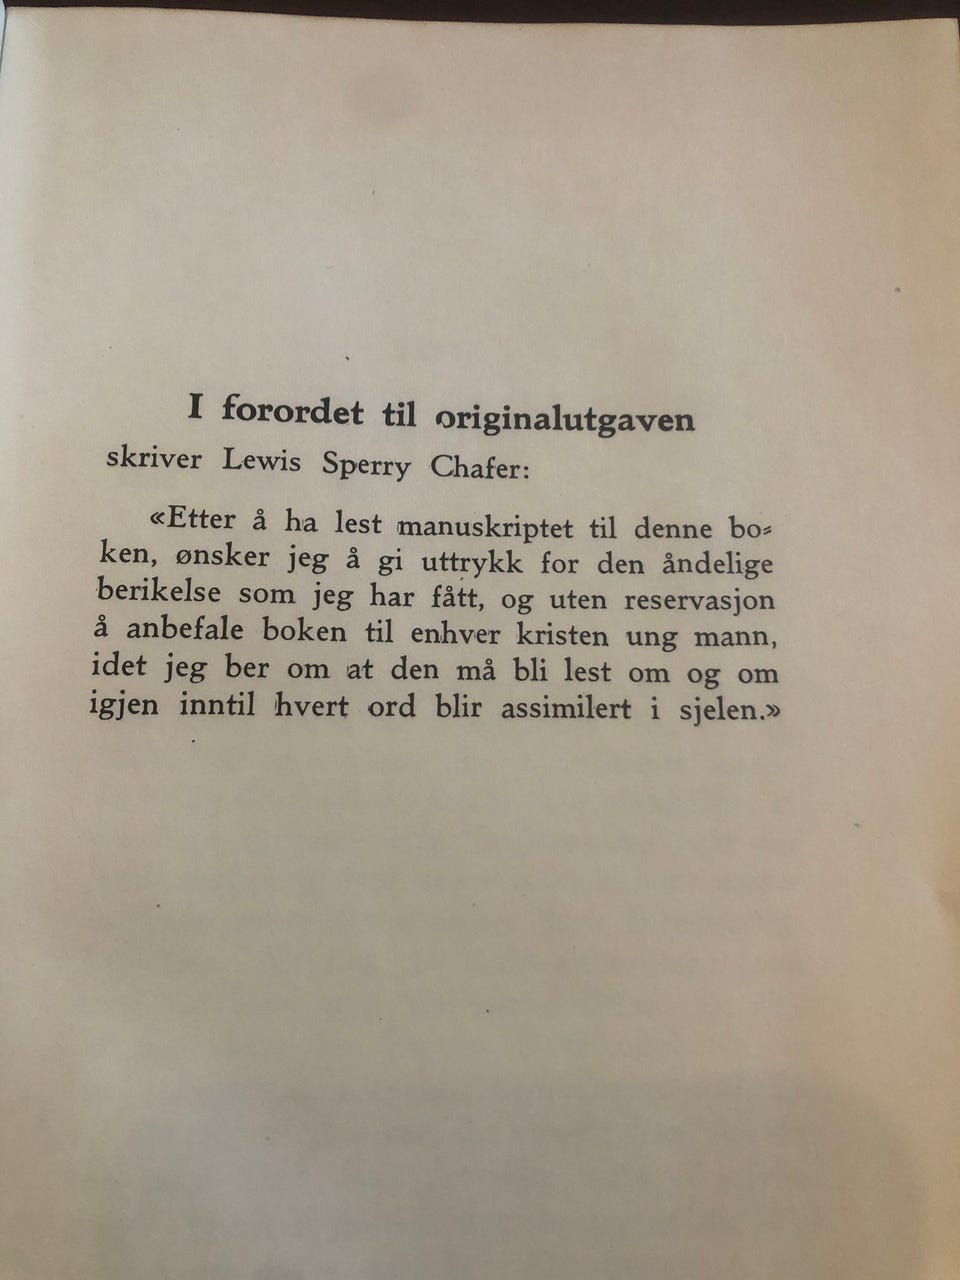 I forordet til originalutgaven
skriver Lewis Sperry Chafer:
«Etter å ha lest manuskriptet til denne bo-
ken, ønsker jeg å gi uttrykk for den åndelige
berikelse som jeg har fått, og uten reservasjon
å anbefale boken til enhver kristen ung mann,
idet jeg ber om at den må bli lest om og om
igjen inntil hvert ord blir assimilert i sjelen.»